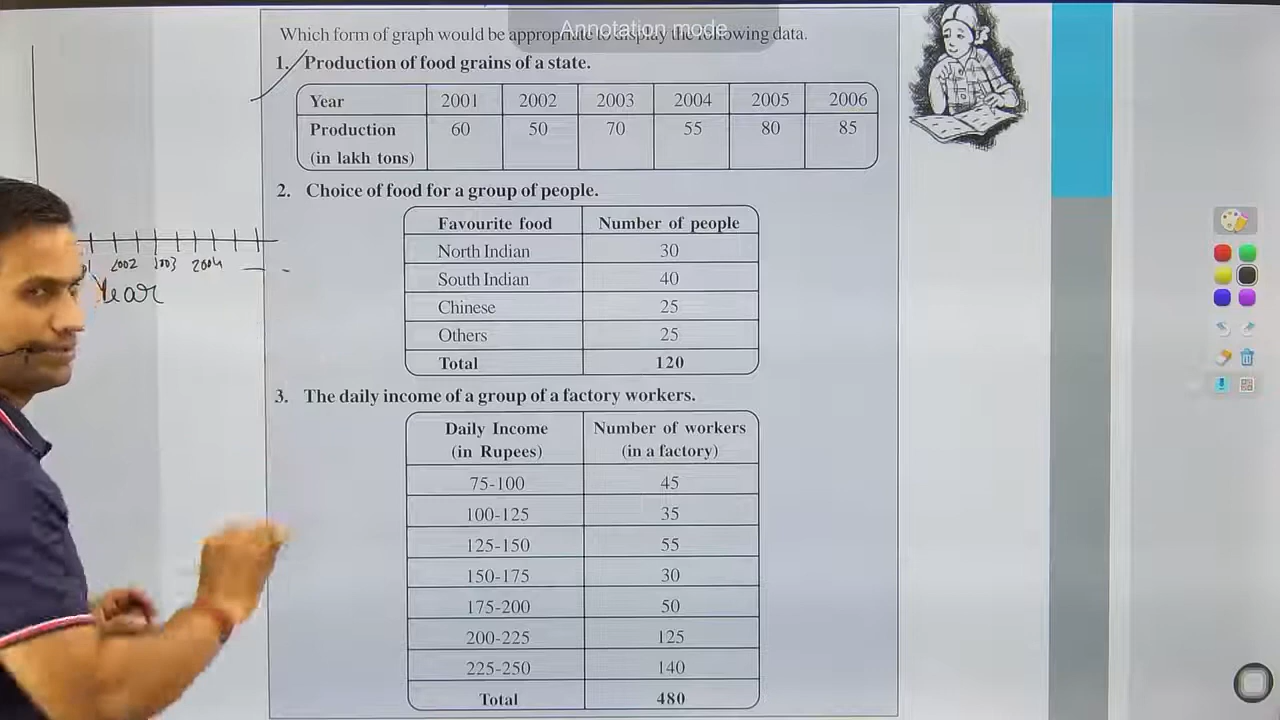 Annotation mode
Which form of graph would be appropriate to display the following data.
1. Production of food grains of a state.
Year 2001 2002 2003 2004 2005 2006
Production 60 50 70 55 80 85
(in lakh tons)
2. Choice of food for a group of people.
Favourite food Number of people
North Indian 30
South Indian 40
Chinese 25
Others 25
Total 120
2002 2003 2004
Year
3. The daily income of a group of a factory workers.
Daily Income Number of workers
(in Rupees) (in a factory)
75-100 45
100-125 35
125-150 55
150-175 30
175-200 50
200-225 125
225-250 140
Total 480